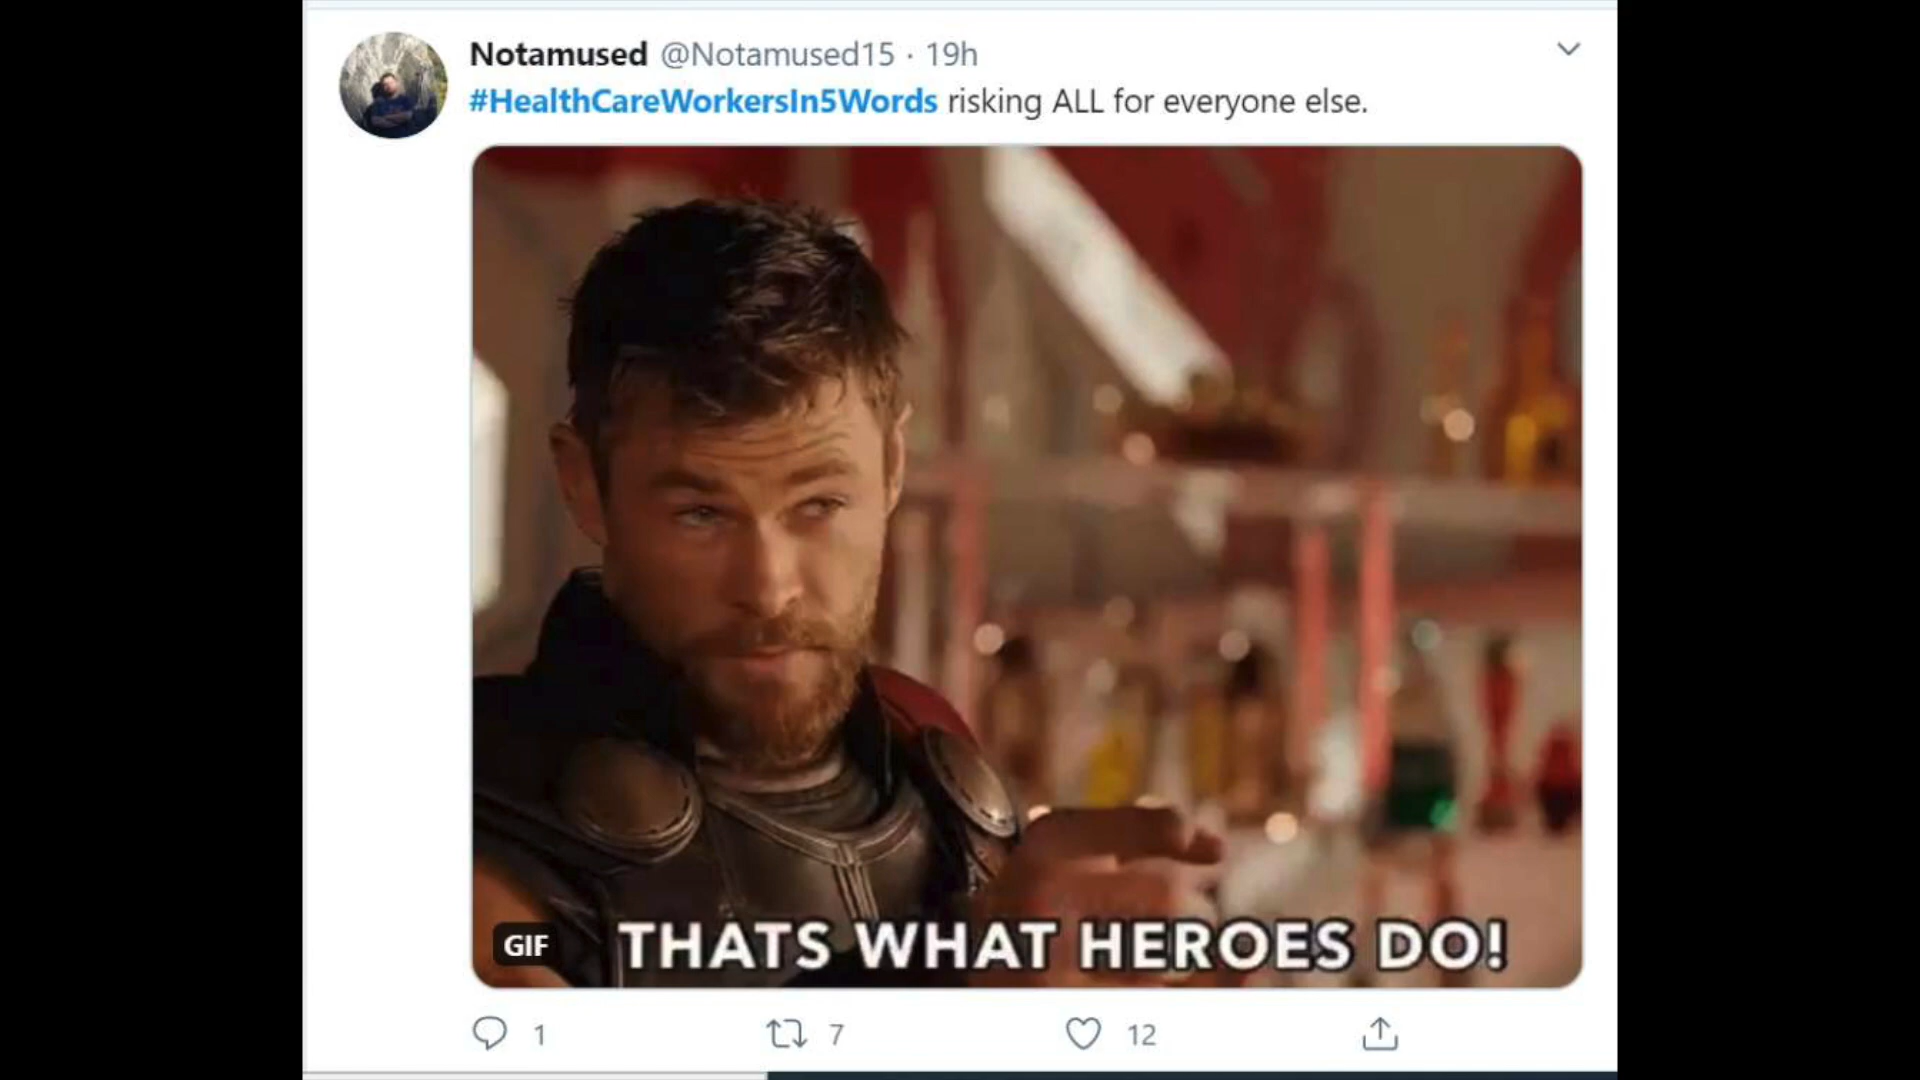 Notamused @Notamused15 · 19h
#HealthCareWorkersIn5Words risking ALL for everyone else.
GIF THATS WHAT HEROES DO!
1 7 12